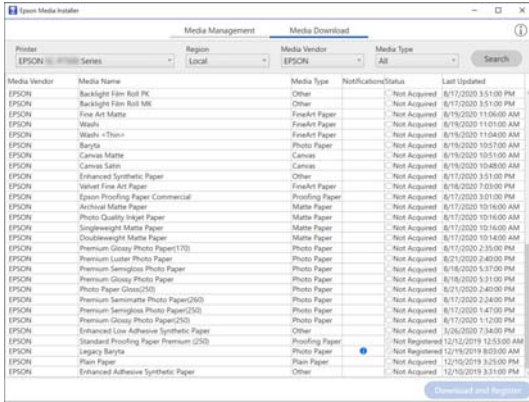 Epson Media Installer
Media Management Media Download
Printer Region Media Vendor Media Type
EPSON Series Local EPSON All Search
Media Vendor Media Name Media Type Notifications Status Last Updated
EPSON Backlight Film Roll PK Other Not Acquired 8/17/2020 3:51:00 PM
EPSON Backlight Film Roll MK Other Not Acquired 8/17/2020 3:51:00 PM
EPSON Fine Art Matte FineArt Paper Not Acquired 8/19/2020 11:06:00 AM
EPSON Washi FineArt Paper Not Acquired 8/19/2020 11:01:00 AM
EPSON Washi <Thin> FineArt Paper Not Acquired 8/19/2020 11:04:00 AM
EPSON Baryta Photo Paper Not Acquired 8/19/2020 10:57:00 AM
EPSON Canvas Matte Canvas Not Acquired 8/19/2020 10:51:00 AM
EPSON Canvas Satin Canvas Not Acquired 8/19/2020 10:48:00 AM
EPSON Enhanced Synthetic Paper Other Not Acquired 8/17/2020 3:51:00 PM
EPSON Velvet Fine Art Paper FineArt Paper Not Acquired 8/18/2020 7:03:00 PM
EPSON Epson Proofing Paper Commercial Proofing Paper Not Acquired 8/17/2020 3:01:00 PM
EPSON Archival Matte Paper Matte Paper Not Acquired 8/17/2020 10:16:00 AM
EPSON Photo Quality Inkjet Paper Matte Paper Not Acquired 8/17/2020 10:16:00 AM
EPSON Singleweight Matte Paper Matte Paper Not Acquired 8/17/2020 10:16:00 AM
EPSON Doubleweight Matte Paper Matte Paper Not Acquired 8/17/2020 10:14:00 AM
EPSON Premium Glossy Photo Paper(170) Photo Paper Not Acquired 8/17/2020 2:35:00 PM
EPSON Premium Luster Photo Paper Photo Paper Not Acquired 8/21/2020 2:40:00 PM
EPSON Premium Semigloss Photo Paper Photo Paper Not Acquired 8/18/2020 5:37:00 PM
EPSON Premium Glossy Photo Paper Photo Paper Not Acquired 8/18/2020 5:31:00 PM
EPSON Photo Paper Gloss(250) Photo Paper Not Acquired 8/21/2020 2:40:00 PM
EPSON Premium Semimatte Photo Paper(260) Photo Paper Not Acquired 8/17/2020 2:24:00 PM
EPSON Premium Semigloss Photo Paper(250) Photo Paper Not Acquired 8/17/2020 1:47:00 PM
EPSON Premium Glossy Photo Paper(250) Photo Paper Not Acquired 8/17/2020 1:12:00 PM
EPSON Enhanced Low Adhesive Synthetic Paper Other Not Acquired 3/26/2020 7:34:00 PM
EPSON Standard Proofing Paper Premium (250) Proofing Paper Not Registered 12/12/2019 12:53:00 AM
EPSON Legacy Baryta Photo Paper Not Registered 12/19/2019 8:03:00 AM
EPSON Plain Paper Plain Paper Not Acquired 12/10/2019 3:25:00 PM
EPSON Enhanced Adhesive Synthetic Paper Other Not Acquired 12/10/2019 3:31:00 PM
Download and Register